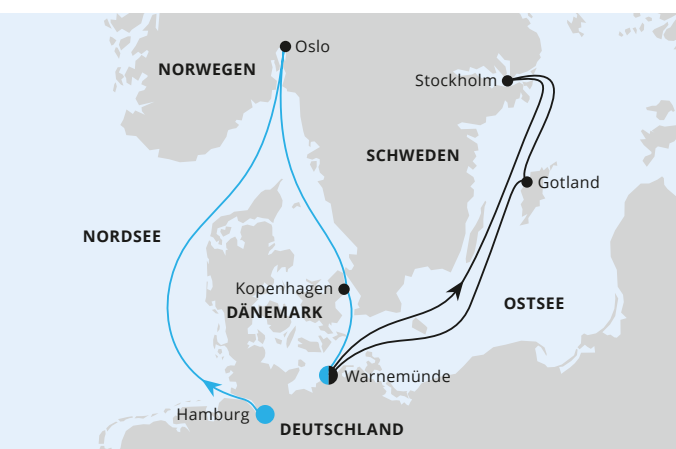 Oslo
NORWEGEN
Stockholm
SCHWEDEN
Gotland
NORDSEE
Kopenhagen
DÄNEMARK
OSTSEE
Warnemünde
Hamburg
DEUTSCHLAND